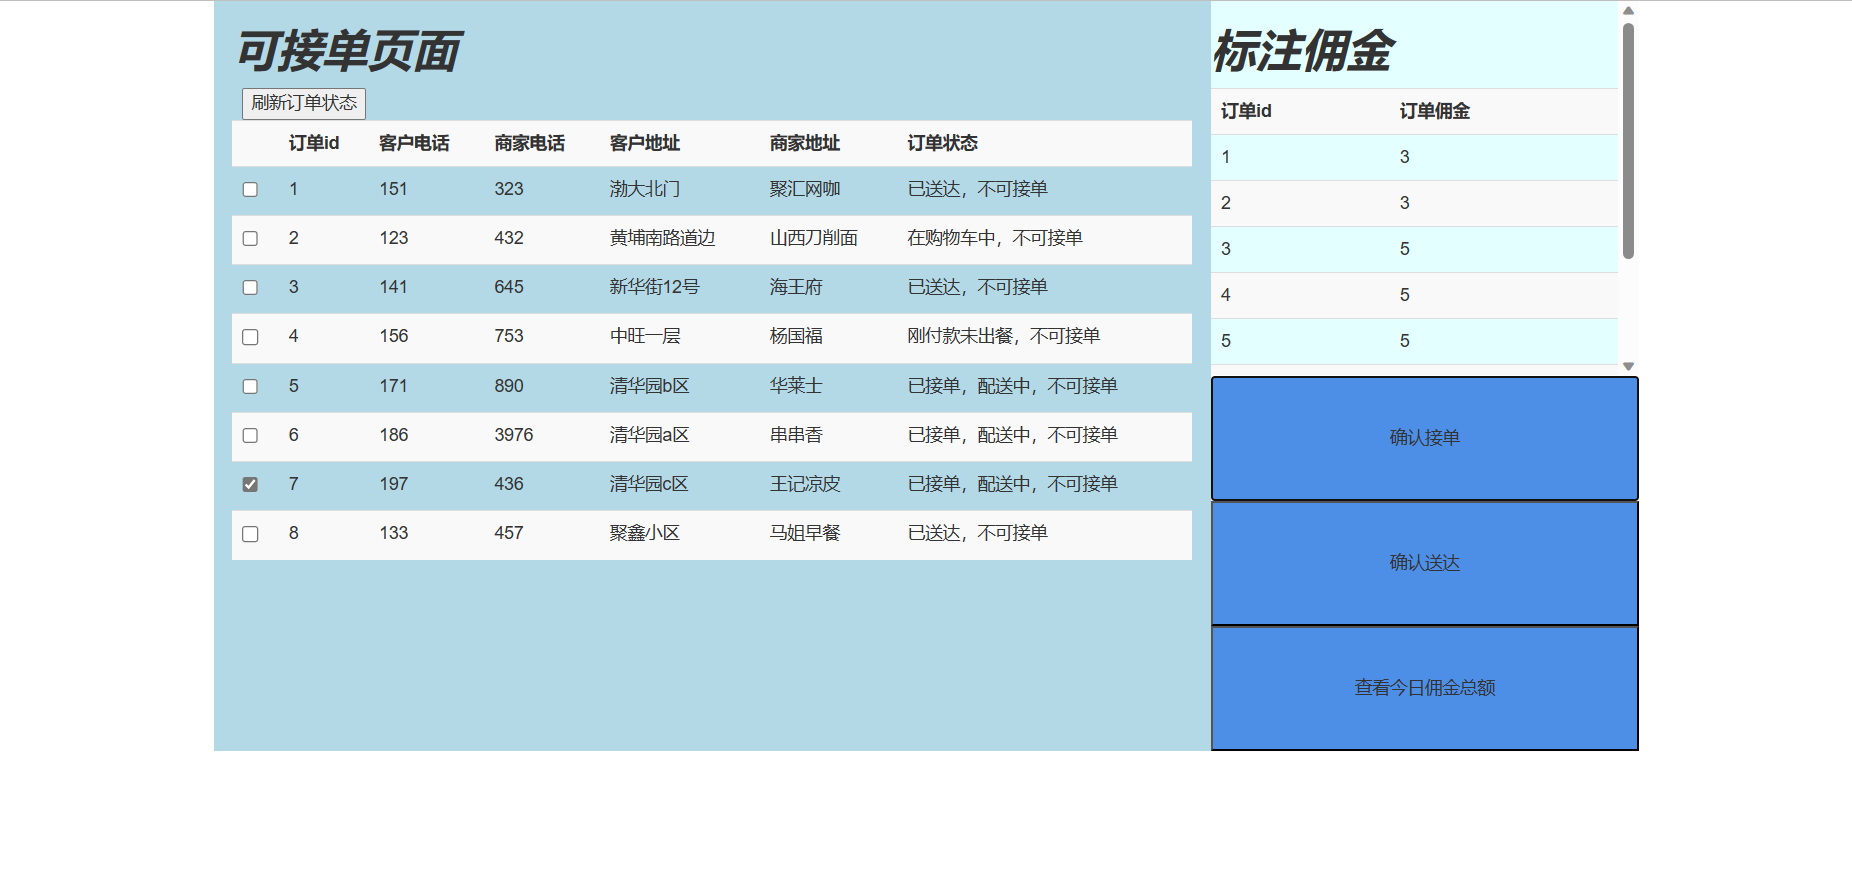 可接单页面
刷新订单状态
订单id 客户电话 商家电话 客户地址 商家地址 订单状态
1 151 323 渤大北门 聚汇网咖 已送达，不可接单
2 123 432 黄埔南路道边 山西刀削面 在购物车中，不可接单
3 141 645 新华街12号 海王府 已送达，不可接单
4 156 753 中旺一层 杨国福 刚付款未出餐，不可接单
5 171 890 清华园b区 华莱士 已接单，配送中，不可接单
6 186 3976 清华园a区 串串香 已接单，配送中，不可接单
7 197 436 清华园c区 王记凉皮 已接单，配送中，不可接单
8 133 457 聚鑫小区 马姐早餐 已送达，不可接单
标注佣金
订单id 订单佣金
1 3
2 3
3 5
4 5
5 5
确认接单
确认送达
查看今日佣金总额